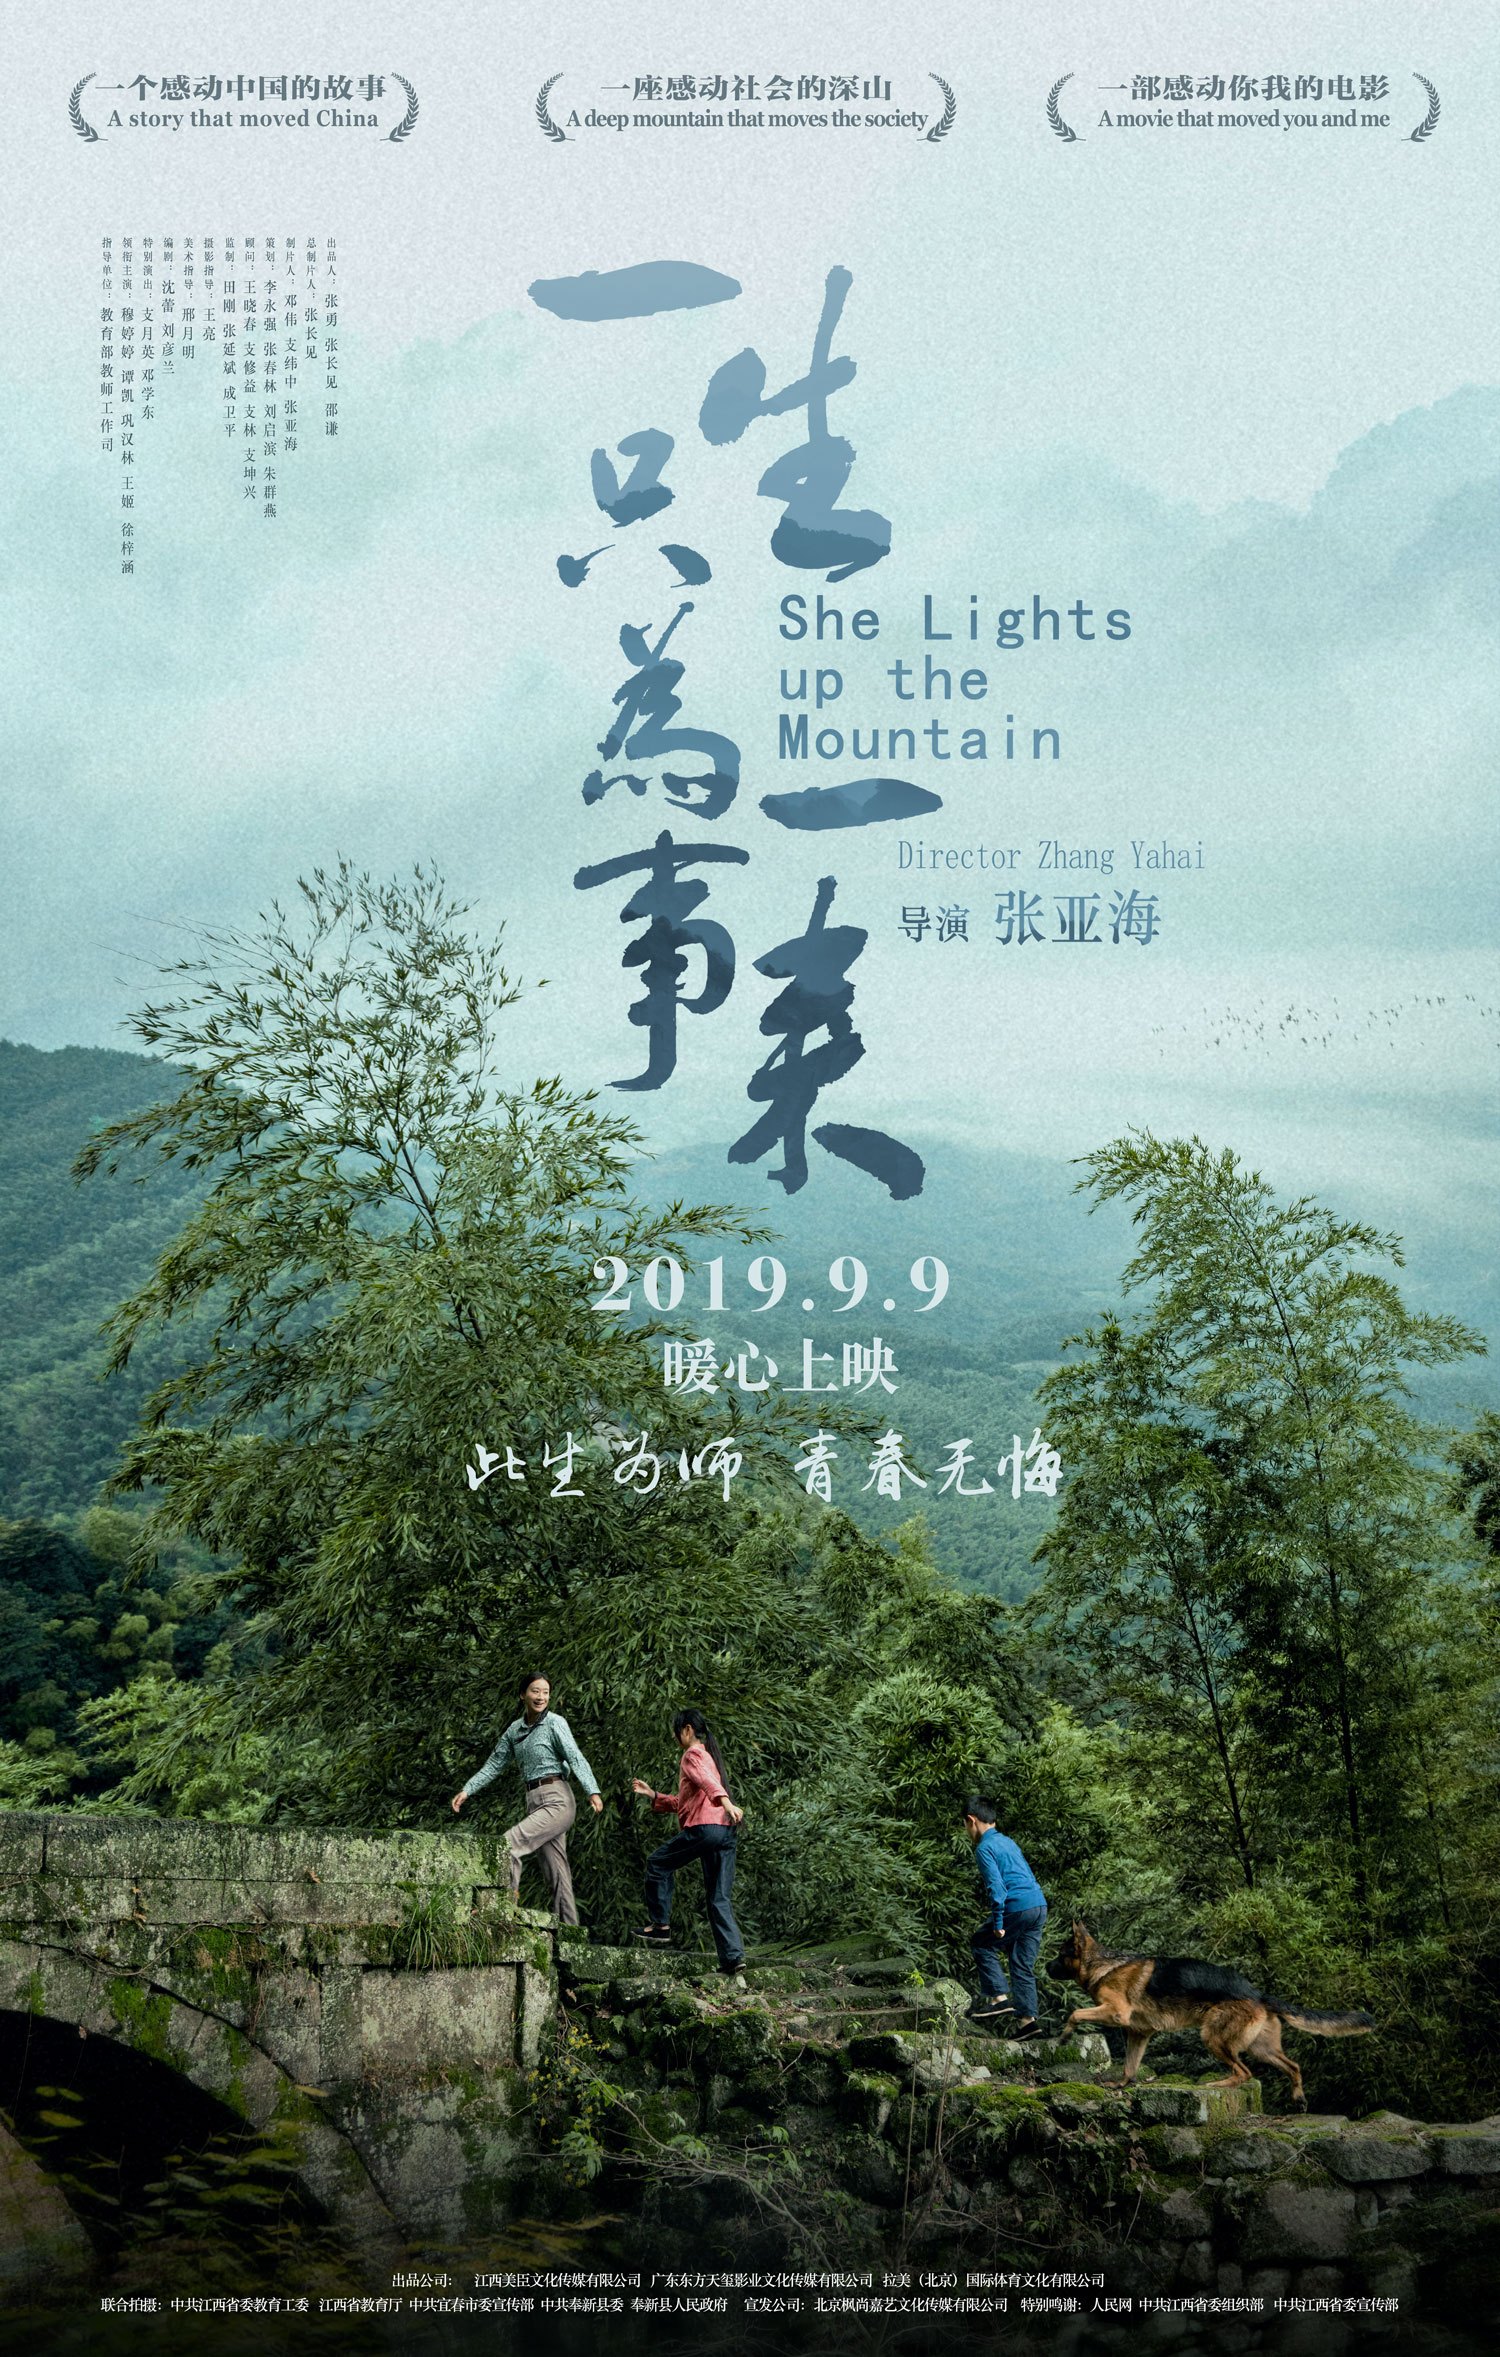 一个感动中国的故事
A story that moved China
一座感动社会的深山
A deep mountain that moves the society
一部感动你我的电影
A movie that moved you and me
出品人：张勇 张长见 邵谦
总制片人：张长见
制片人：邓伟 支纬中 张亚海
策划：李永强 张春林 刘启滨 朱群燕
顾问：王晓春 支修益 支林 支坤兴
监制：田刚 张延斌 成卫平
摄影指导：王亮
美术指导：邢月明
编剧：沈蕾 刘彦兰
特别演出：支月英 邓学东
领衔主演：穆婷婷 谭凯 巩汉林 王姬 徐梓涵
指导单位：教育部教师工作司
一生
只為一
事来
She Lights
up the
Mountain
Director Zhang Yahai
导演 张亚海
2019.9.9
暖心上映
此生为师 青春无悔
出品公司： 江西美臣文化传媒有限公司 广东东方天玺影业文化传媒有限公司 拉美（北京）国际体育文化有限公司
联合拍摄：中共江西省委教育工委 江西省教育厅 中共宜春市委宣传部 中共奉新县委 奉新县人民政府 宣发公司：北京枫尚嘉艺文化传媒有限公司 特别鸣谢：人民网 中共江西省委组织部 中共江西省委宣传部